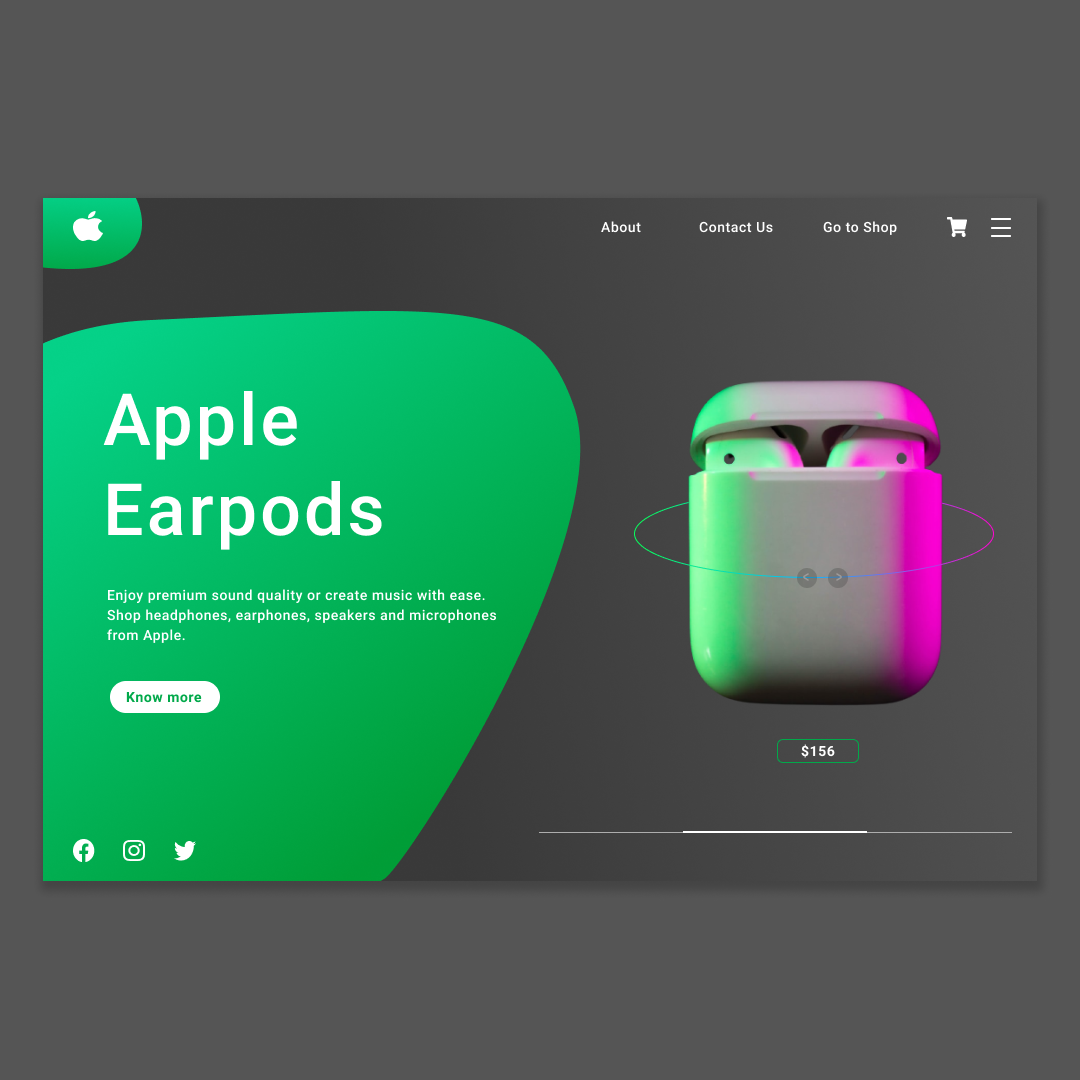 About
Contact Us
Go to Shop
Apple
Earpods
Enjoy premium sound quality or create music with ease.
Shop headphones, earphones, speakers and microphones
from Apple.
Know more
< >
$156